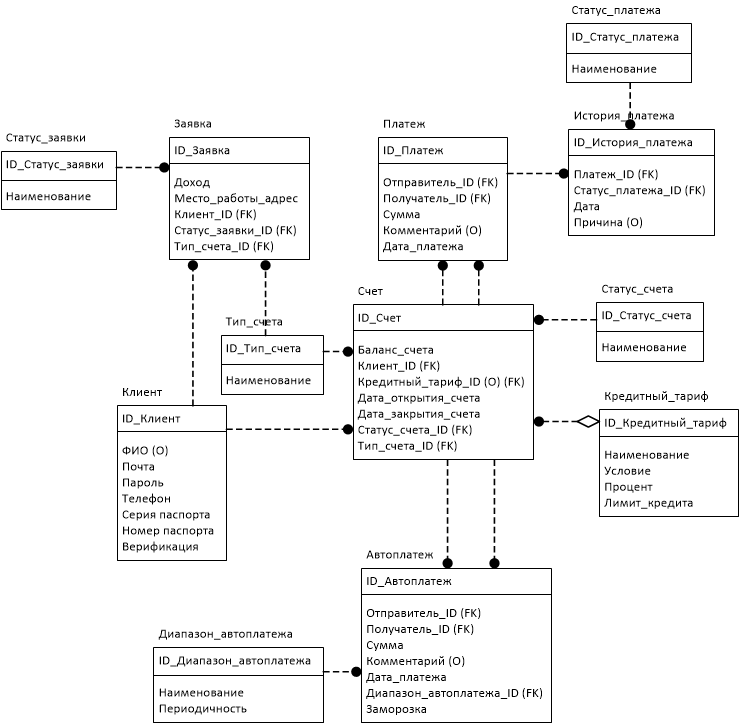 Статус_платежа
ID_Статус_платежа
Наименование
Статус_заявки
ID_Статус_заявки
Наименование
Заявка
ID_Заявка
Доход
Место_работы_адрес
Клиент_ID (FK)
Статус_заявки_ID (FK)
Тип_счета_ID (FK)
Платеж
ID_Платеж
Отправитель_ID (FK)
Получатель_ID (FK)
Сумма
Комментарий (O)
Дата_платежа
История_платежа
ID_История_платежа
Платеж_ID (FK)
Статус_платежа_ID (FK)
Дата
Причина (O)
Тип_счета
ID_Тип_счета
Наименование
Счет
ID_Счет
Баланс_счета
Клиент_ID (FK)
Кредитный_тариф_ID (O) (FK)
Дата_открытия_счета
Дата_закрытия_счета
Статус_счета_ID (FK)
Тип_счета_ID (FK)
Статус_счета
ID_Статус_счета
Наименование
Клиент
ID_Клиент
ФИО (O)
Почта
Пароль
Телефон
Серия паспорта
Номер паспорта
Верификация
Кредитный_тариф
ID_Кредитный_тариф
Наименование
Условие
Процент
Лимит_кредита
Автоплатеж
ID_Автоплатеж
Отправитель_ID (FK)
Получатель_ID (FK)
Сумма
Комментарий (O)
Дата_платежа
Диапазон_автоплатежа_ID (FK)
Заморозка
Диапазон_автоплатежа
ID_Диапазон_автоплатежа
Наименование
Периодичность